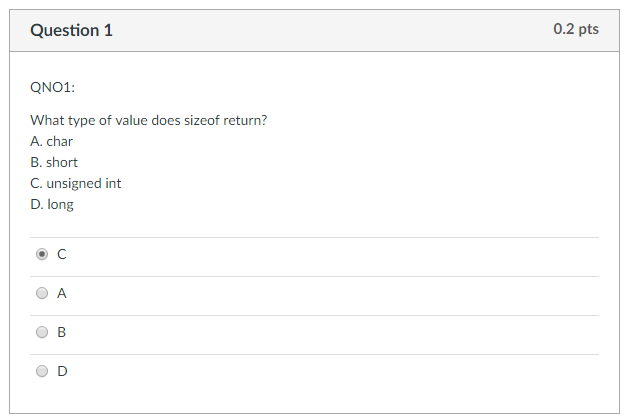 Question 1
0.2 pts
QNO1:
What type of value does sizeof return?
A. char
B. short
C. unsigned int
D. long
C
A
B
D